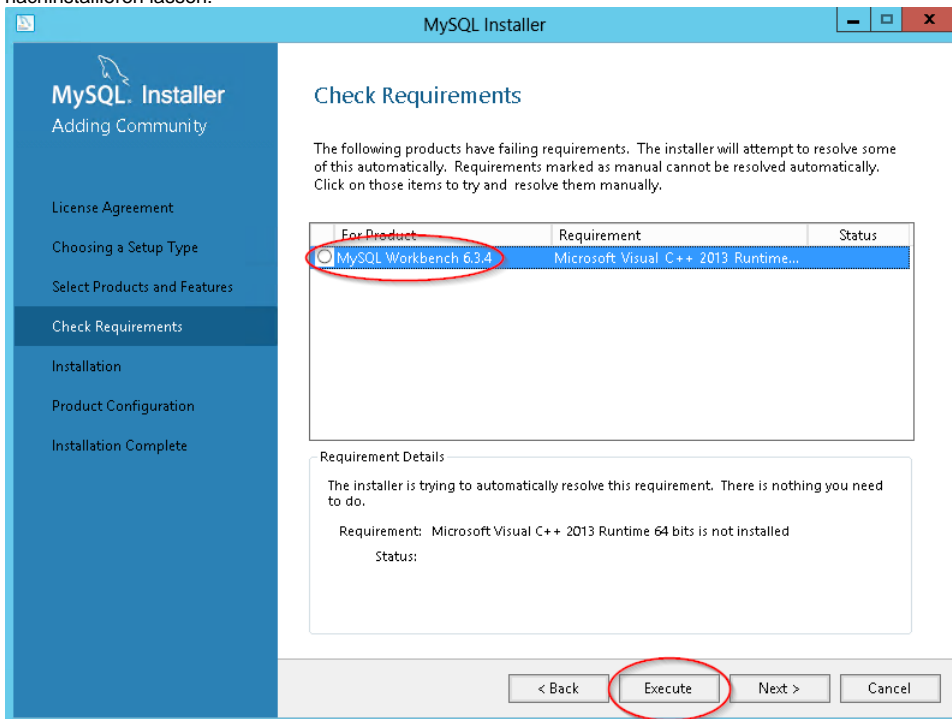 nachinstallieren lassen.
MySQL Installer
MySQL. Installer
Adding Community
License Agreement
Choosing a Setup Type
Select Products and Features
Check Requirements
Installation
Product Configuration
Installation Complete
Check Requirements
The following products have failing requirements. The installer will attempt to resolve some
of this automatically. Requirements marked as manual cannot be resolved automatically.
Click on those items to try and resolve them manually.
For Product Requirement Status
MySQL Workbench 6.3.4 Microsoft Visual C++ 2013 Runtime...
Requirement Details
The installer is trying to automatically resolve this requirement. There is nothing you need
to do.
Requirement: Microsoft Visual C++ 2013 Runtime 64 bits is not installed
Status:
< Back Execute Next > Cancel